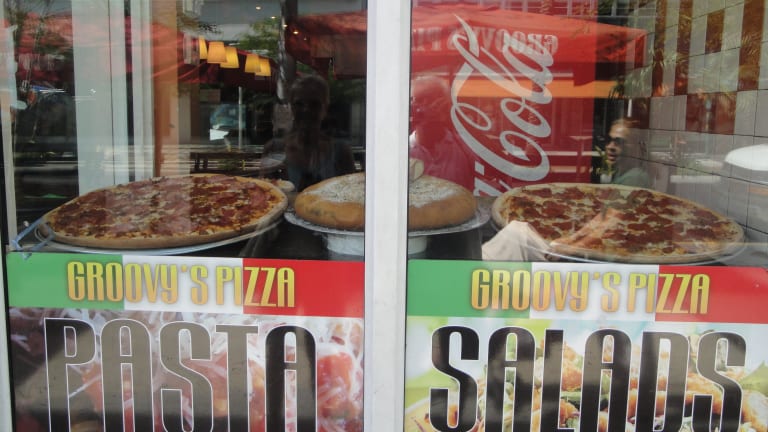 GROOVY'S PIZZA
PASTA
Coca-Cola
GROOVY'S PIZZA
SALADS